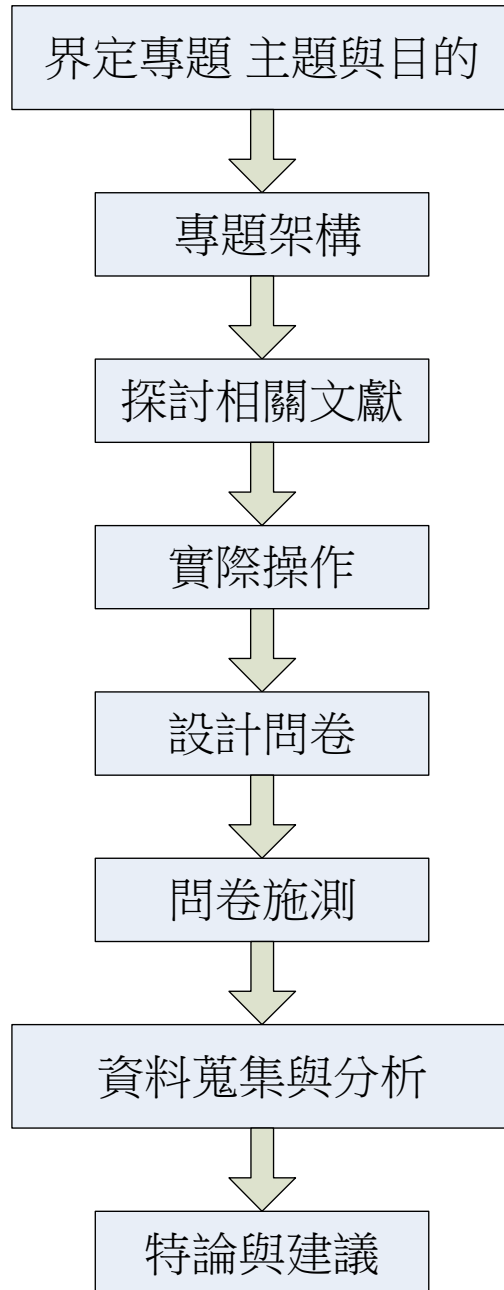 界定專題 主題與目的
專題架構
探討相關文獻
實際操作
設計問卷
問卷施測
資料蒐集與分析
特論與建議